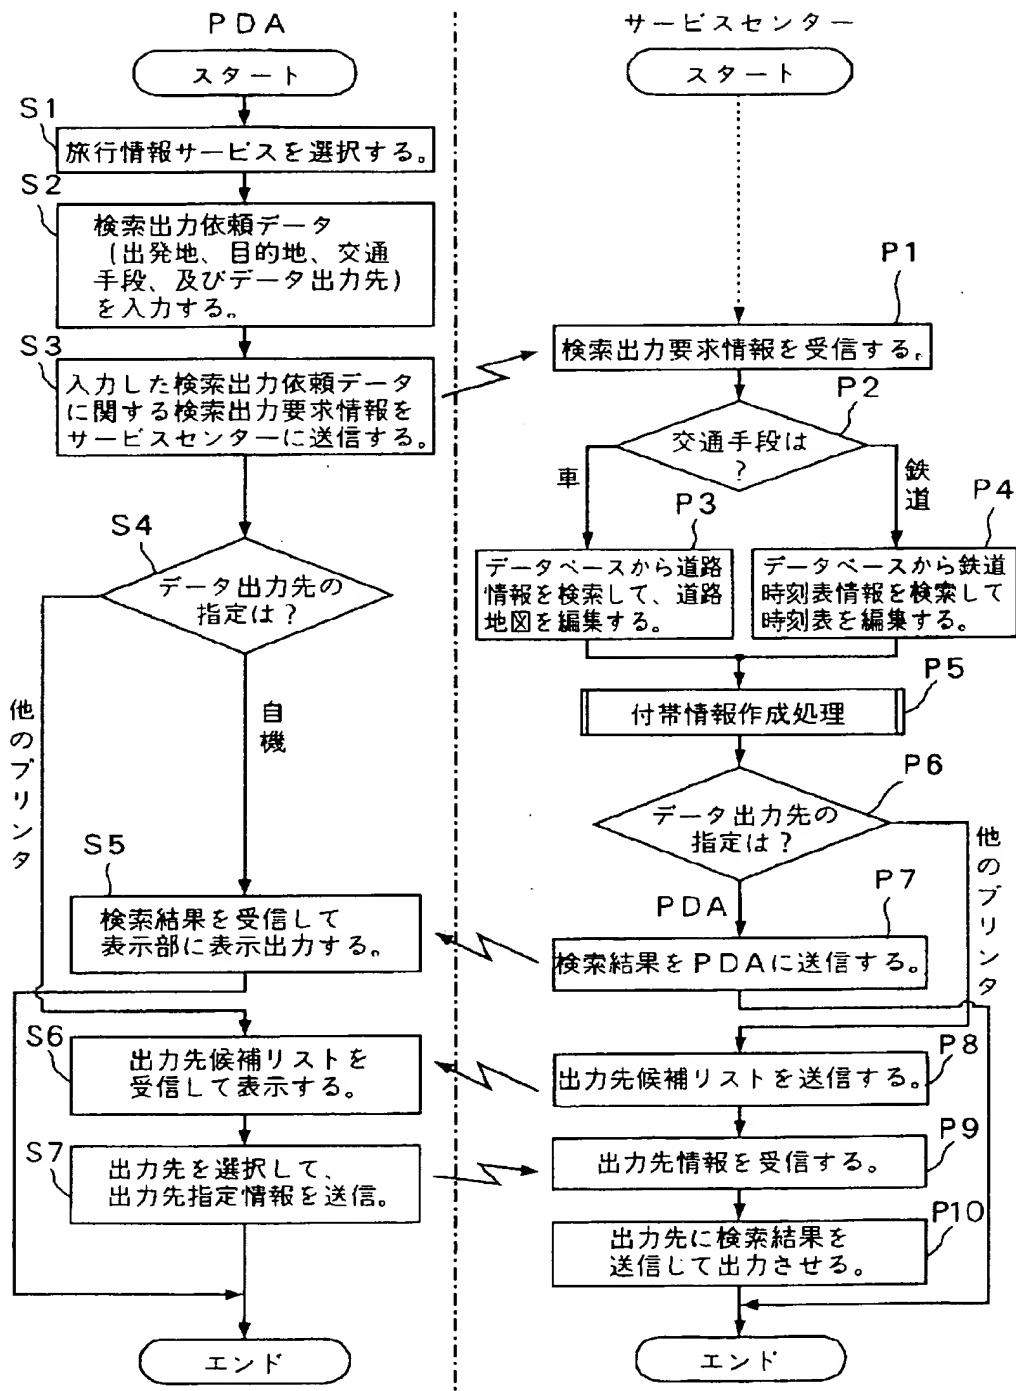 PDA
スタート
S1
旅行情報サービスを選択する。
S2
検索出力依頼データ
(出発地、目的地、交通
手段、及びデータ出力先)
を入力する。
S3
入力した検索出力依頼データ
に関する検索出力要求情報を
サービスセンターに送信する。
S4
データ出力先の
指定は?
他のプリンタ
自機
S5
検索結果を受信して
表示部に表示出力する。
S6
出力先候補リストを
受信して表示する。
S7
出力先を選択して、
出力先指定情報を送信。
エンド
サービスセンター
スタート
P1
検索出力要求情報を受信する。
P2
交通手段は
?
車
鉄道
P3
データベースから道路
情報を検索して、道路
地図を編集する。
P4
データベースから鉄道
時刻表情報を検索して
時刻表を編集する。
P5
付帯情報作成処理
P6
データ出力先の
指定は?
PDA
他のプリンタ
P7
検索結果をPDAに送信する。
P8
出力先候補リストを送信する。
P9
出力先情報を受信する。
P10
出力先に検索結果を
送信して出力させる。
エンド